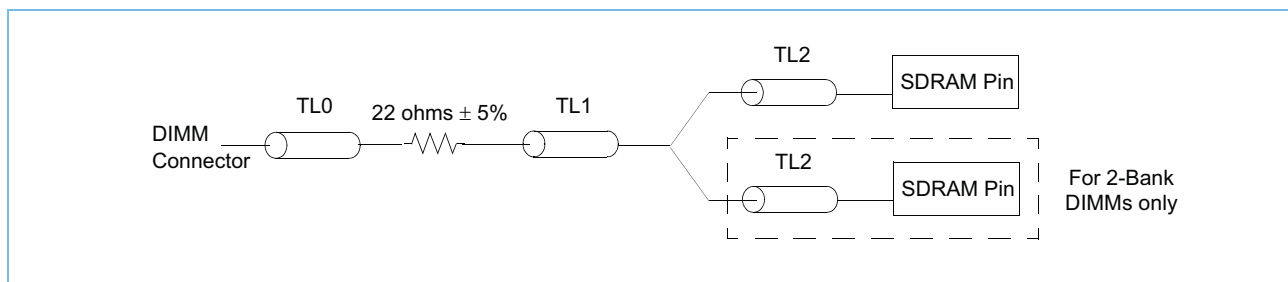 DIMM
Connector
TL0
22 ohms ± 5%
TL1
TL2
SDRAM Pin
TL2
SDRAM Pin
For 2-Bank
DIMMs only